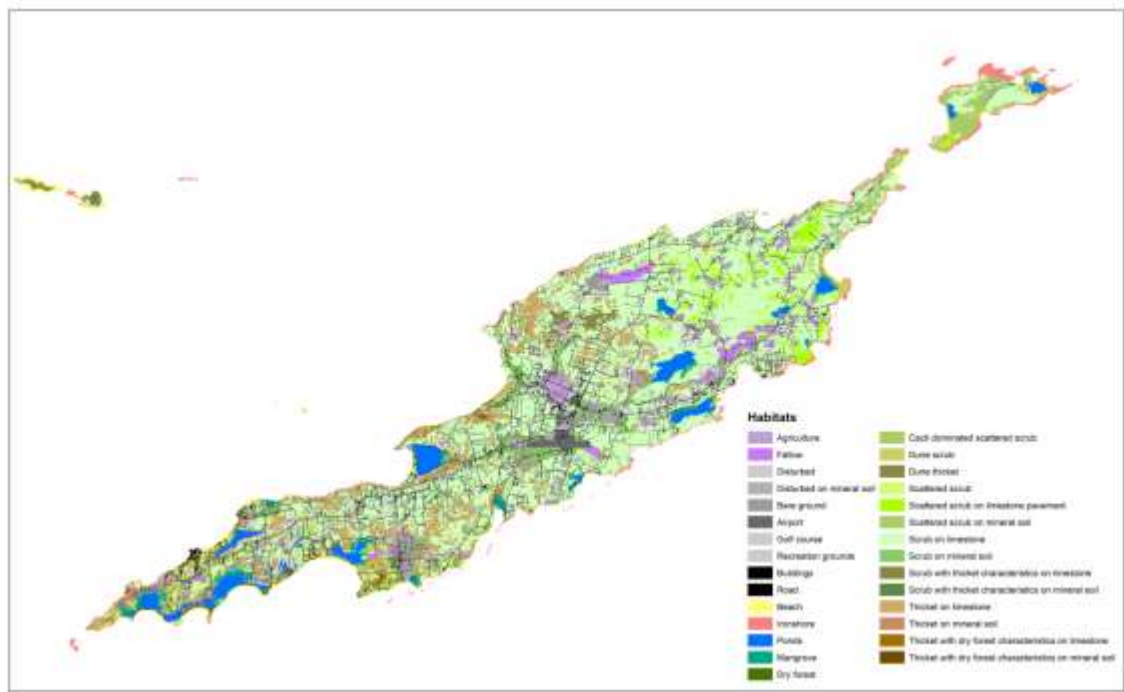 Habitats
Agriculture
Fallow
Disturbed
Disturbed on mineral soil
Bare ground
Airport
Golf course
Recreation grounds
Buildings
Road
Beach
Ironshore
Ponds
Mangrove
Dry forest
Cacti dominated scattered scrub
Dune scrub
Dune thicket
Scattered scrub
Scattered scrub on limestone pavement
Scattered scrub on mineral soil
Scrub on limestone
Scrub on mineral soil
Scrub with thicket characteristics on limestone
Scrub with thicket characteristics on mineral soil
Thicket on limestone
Thicket on mineral soil
Thicket with dry forest characteristics on limestone
Thicket with dry forest characteristics on mineral soil